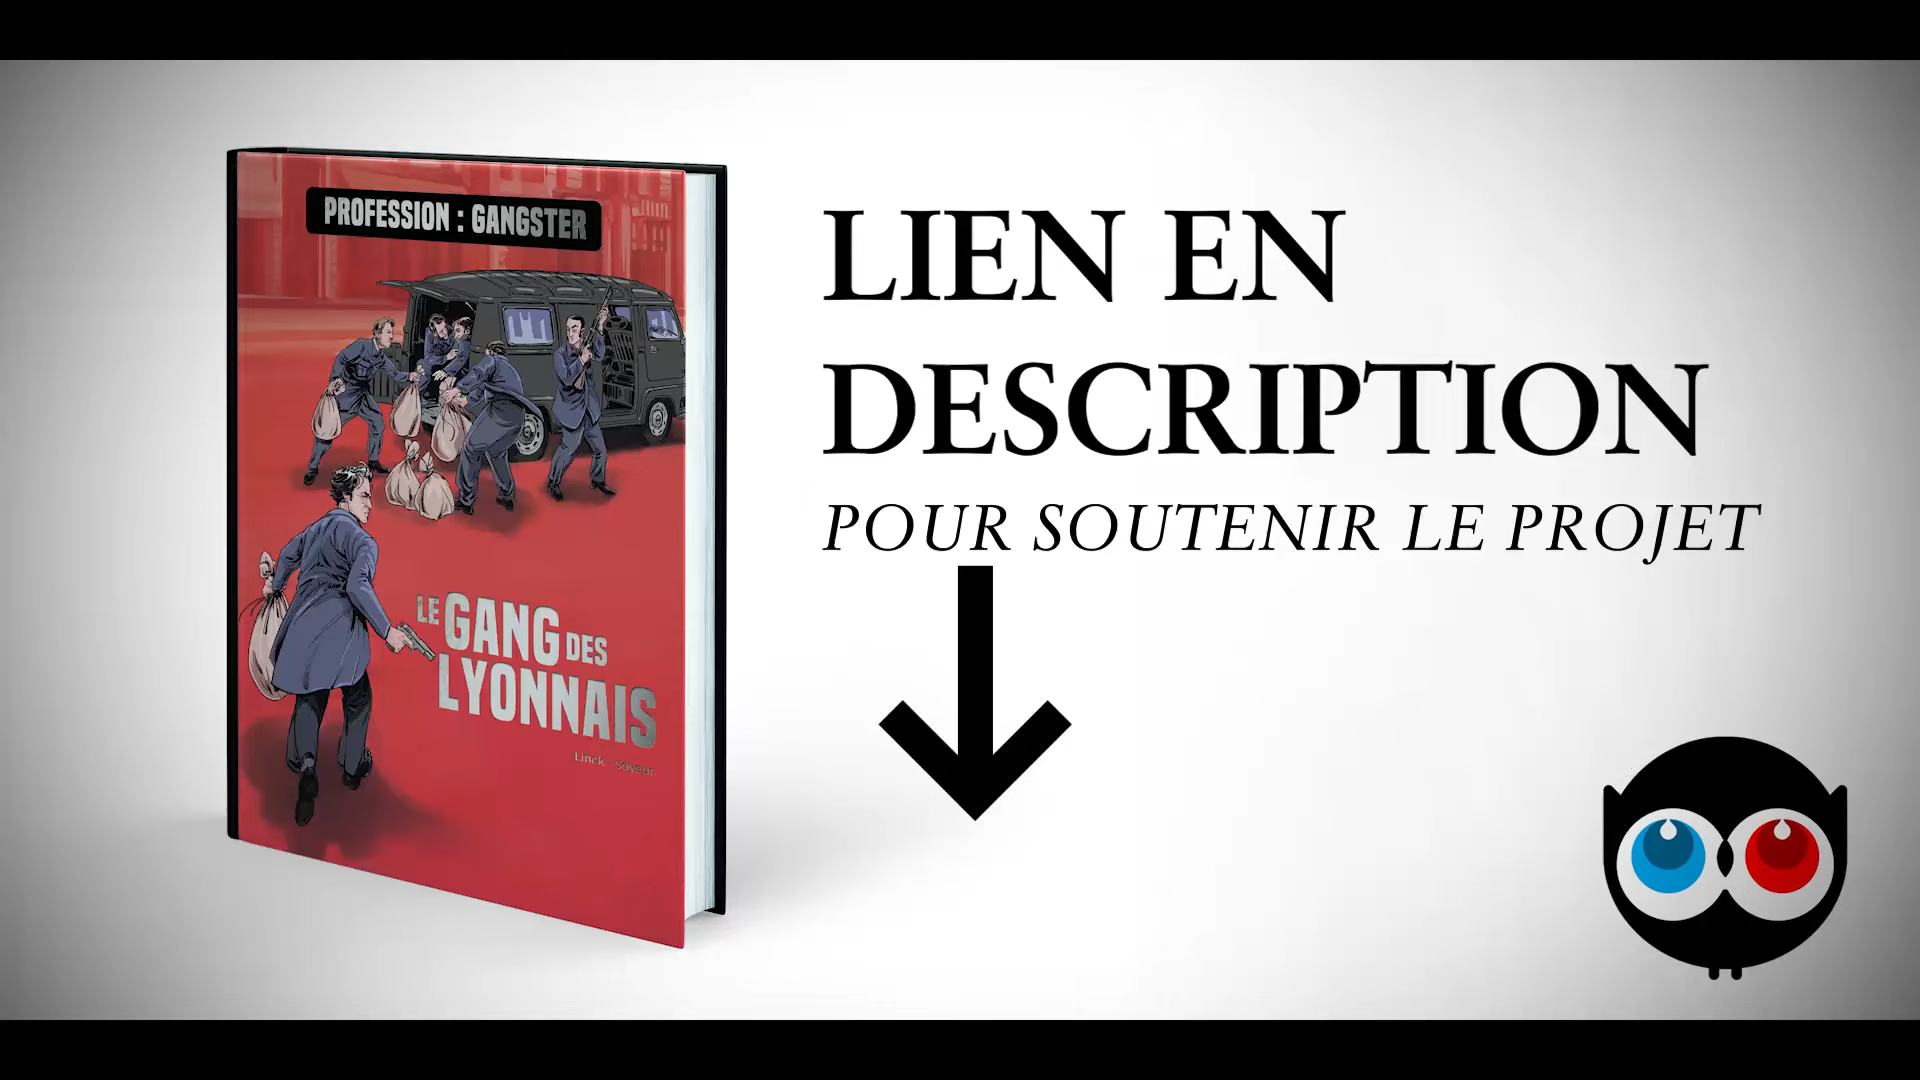 PROFESSION : GANGSTER
LE GANG DES
LYONNAIS
Linck - Soyeur
LIEN EN
DESCRIPTION
POUR SOUTENIR LE PROJET